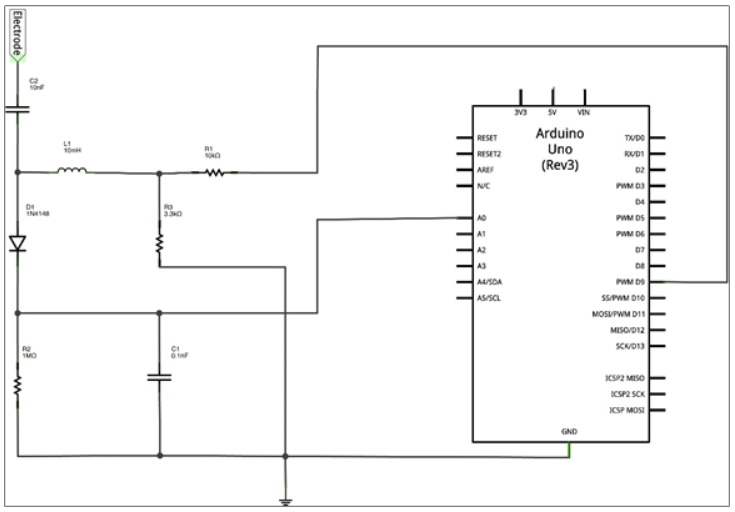 Electrode
C2
10nF
L1
10mH
R1
10kΩ
D1
1N4148
R3
3.3kΩ
R2
1MΩ
C1
0.1nF
3V3
5V
VIN
Arduino
Uno
(Rev3)
RESET
RESET2
AREF
N/C
A0
A1
A2
A3
A4/SDA
A5/SCL
TX/D0
RX/D1
D2
PWM D3
D4
PWM D5
PWM D6
D7
D8
PWM D9
SS/PWM D10
MOSI/PWM D11
MISO/D12
SCK/D13
ICSP2 MISO
ICSP2 SCK
ICSP MOSI
GND